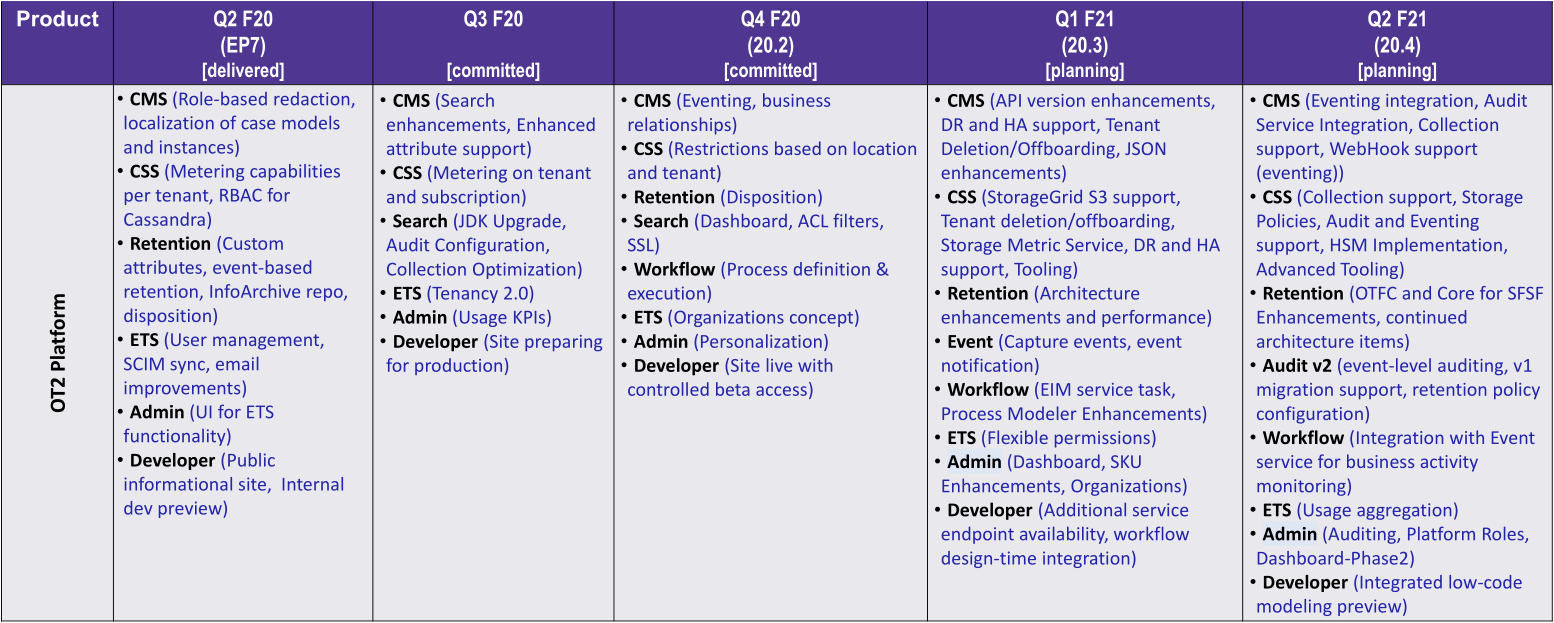 Product
Q2 F20
(EP7)
[delivered]
Q3 F20
[committed]
Q4 F20
(20.2)
[committed]
Q1 F21
(20.3)
[planning]
Q2 F21
(20.4)
[planning]
OT2 Platform
• CMS (Role-based redaction,
localization of case models
and instances)
• CSS (Metering capabilities
per tenant, RBAC for
Cassandra)
• Retention (Custom
attributes, event-based
retention, InfoArchive repo,
disposition)
• ETS (User management,
SCIM sync, email
improvements)
• Admin (UI for ETS
functionality)
• Developer (Public
informational site, Internal
dev preview)
• CMS (Search
enhancements, Enhanced
attribute support)
• CSS (Metering on tenant
and subscription)
• Search (JDK Upgrade,
Audit Configuration,
Collection Optimization)
• ETS (Tenancy 2.0)
• Admin (Usage KPIs)
• Developer (Site preparing
for production)
• CMS (Eventing, business
relationships)
• CSS (Restrictions based on location
and tenant)
• Retention (Disposition)
• Search (Dashboard, ACL filters,
SSL)
• Workflow (Process definition &
execution)
• ETS (Organizations concept)
• Admin (Personalization)
• Developer (Site live with
controlled beta access)
• CMS (API version enhancements,
DR and HA support, Tenant
Deletion/Offboarding, JSON
enhancements)
• CSS (StorageGrid S3 support,
Tenant deletion/offboarding,
Storage Metric Service, DR and HA
support, Tooling)
• Retention (Architecture
enhancements and performance)
• Event (Capture events, event
notification)
• Workflow (EIM service task,
Process Modeler Enhancements)
• ETS (Flexible permissions)
• Admin (Dashboard, SKU
Enhancements, Organizations)
• Developer (Additional service
endpoint availability, workflow
design-time integration)
• CMS (Eventing integration, Audit
Service Integration, Collection
support, WebHook support
(eventing))
• CSS (Collection support, Storage
Policies, Audit and Eventing
support, HSM Implementation,
Advanced Tooling)
• Retention (OTFC and Core for SFSF
Enhancements, continued
architecture items)
• Audit v2 (event-level auditing, v1
migration support, retention policy
configuration)
• Workflow (Integration with Event
service for business activity
monitoring)
• ETS (Usage aggregation)
• Admin (Auditing, Platform Roles,
Dashboard-Phase2)
• Developer (Integrated low-code
modeling preview)